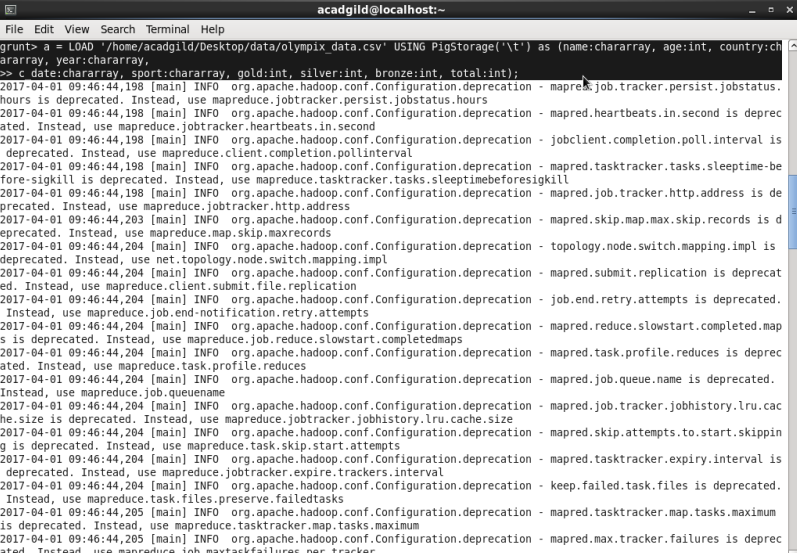 acadgild@localhost:~
File Edit View Search Terminal Help
grunt> a = LOAD '/home/acadgild/Desktop/data/olympix_data.csv' USING PigStorage('\t') as (name:chararray, age:int, country:ch
ararray, year:chararray,
>> c date:chararray, sport:chararray, gold:int, silver:int, bronze:int, total:int);
2017-04-01 09:46:44,198 [main] INFO  org.apache.hadoop.conf.Configuration.deprecation - mapred.job.tracker.persist.jobstatus.
hours is deprecated. Instead, use mapreduce.jobtracker.persist.jobstatus.hours
2017-04-01 09:46:44,198 [main] INFO  org.apache.hadoop.conf.Configuration.deprecation - mapred.heartbeats.in.second is deprec
ated. Instead, use mapreduce.jobtracker.heartbeats.in.second
2017-04-01 09:46:44,198 [main] INFO  org.apache.hadoop.conf.Configuration.deprecation - jobclient.completion.poll.interval is
 deprecated. Instead, use mapreduce.client.completion.pollinterval
2017-04-01 09:46:44,198 [main] INFO  org.apache.hadoop.conf.Configuration.deprecation - mapred.tasktracker.tasks.sleeptime-be
fore-sigkill is deprecated. Instead, use mapreduce.tasktracker.tasks.sleeptimebeforesigkill
2017-04-01 09:46:44,198 [main] INFO  org.apache.hadoop.conf.Configuration.deprecation - mapred.job.tracker.http.address is de
precated. Instead, use mapreduce.jobtracker.http.address
2017-04-01 09:46:44,203 [main] INFO  org.apache.hadoop.conf.Configuration.deprecation - mapred.skip.map.max.skip.records is d
eprecated. Instead, use mapreduce.map.skip.maxrecords
2017-04-01 09:46:44,204 [main] INFO  org.apache.hadoop.conf.Configuration.deprecation - topology.node.switch.mapping.impl is
deprecated. Instead, use net.topology.node.switch.mapping.impl
2017-04-01 09:46:44,204 [main] INFO  org.apache.hadoop.conf.Configuration.deprecation - mapred.submit.replication is deprecat
ed. Instead, use mapreduce.client.submit.file.replication
2017-04-01 09:46:44,204 [main] INFO  org.apache.hadoop.conf.Configuration.deprecation - job.end.retry.attempts is deprecated.
 Instead, use mapreduce.job.end-notification.retry.attempts
2017-04-01 09:46:44,204 [main] INFO  org.apache.hadoop.conf.Configuration.deprecation - mapred.reduce.slowstart.completed.map
s is deprecated. Instead, use mapreduce.job.reduce.slowstart.completedmaps
2017-04-01 09:46:44,204 [main] INFO  org.apache.hadoop.conf.Configuration.deprecation - mapred.task.profile.reduces is deprec
ated. Instead, use mapreduce.task.profile.reduces
2017-04-01 09:46:44,204 [main] INFO  org.apache.hadoop.conf.Configuration.deprecation - mapred.job.queue.name is deprecated.
Instead, use mapreduce.job.queuename
2017-04-01 09:46:44,204 [main] INFO  org.apache.hadoop.conf.Configuration.deprecation - mapred.job.tracker.jobhistory.lru.cac
he.size is deprecated. Instead, use mapreduce.jobtracker.jobhistory.lru.cache.size
2017-04-01 09:46:44,204 [main] INFO  org.apache.hadoop.conf.Configuration.deprecation - mapred.skip.attempts.to.start.skippin
g is deprecated. Instead, use mapreduce.task.skip.start.attempts
2017-04-01 09:46:44,204 [main] INFO  org.apache.hadoop.conf.Configuration.deprecation - mapred.tasktracker.expiry.interval is
 deprecated. Instead, use mapreduce.jobtracker.expire.trackers.interval
2017-04-01 09:46:44,204 [main] INFO  org.apache.hadoop.conf.Configuration.deprecation - keep.failed.task.files is deprecated.
 Instead, use mapreduce.task.files.preserve.failedtasks
2017-04-01 09:46:44,205 [main] INFO  org.apache.hadoop.conf.Configuration.deprecation - mapred.tasktracker.map.tasks.maximum
is deprecated. Instead, use mapreduce.tasktracker.map.tasks.maximum
2017-04-01 09:46:44,205 [main] INFO  org.apache.hadoop.conf.Configuration.deprecation - mapred.max.tracker.failures is deprec
ated. Instead, use mapreduce.job.maxtaskfailures.per.tracker